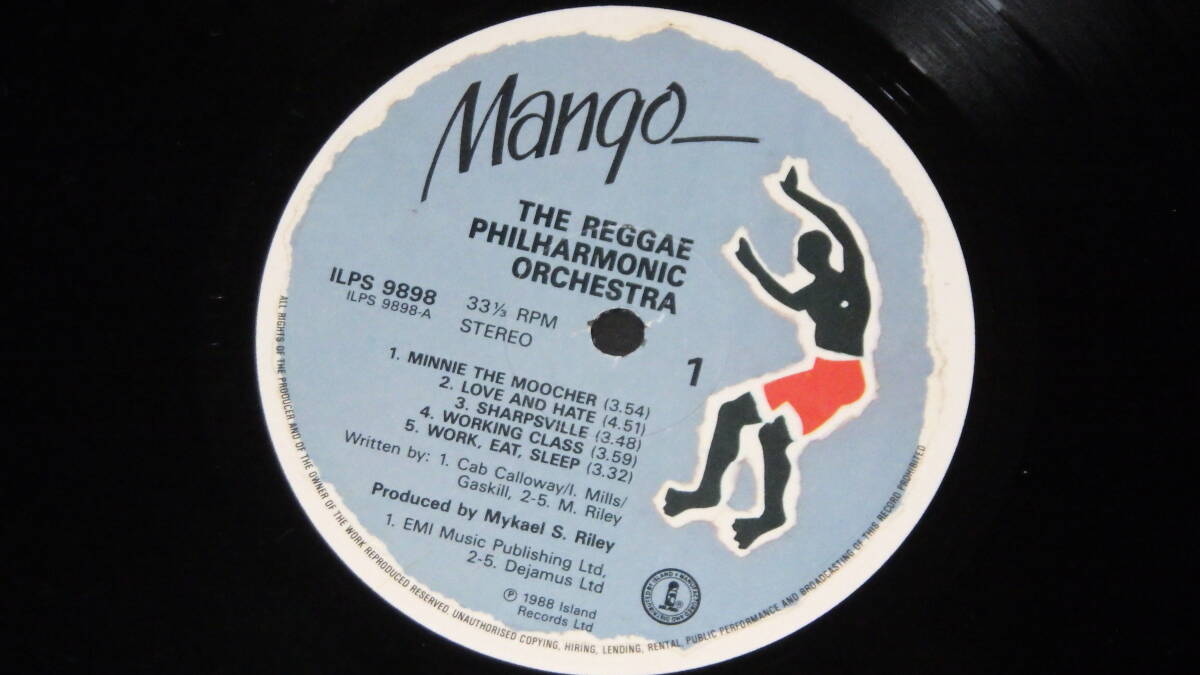 Mango
THE REGGAE
PHILHARMONIC
ORCHESTRA
ILPS 9898
ILPS 9898-A
33⅓ RPM
STEREO
1
1. MINNIE THE MOOCHER (3.54)
2. LOVE AND HATE (4.51)
3. SHARPSVILLE (3.48)
4. WORKING CLASS (3.59)
5. WORK, EAT, SLEEP (3.32)
Written by: 1. Cab Calloway/I. Mills/
Gaskill, 2-5. M. Riley
Produced by Mykael S. Riley
1. EMI Music Publishing Ltd,
2-5. Dejamus Ltd
℗ 1988 Island
Records Ltd
ALL RIGHTS OF THE PRODUCER AND OF THE OWNER OF THE WORK REPRODUCED RESERVED. UNAUTHORISED COPYING, HIRING, LENDING, RENTAL, PUBLIC PERFORMANCE AND BROADCASTING OF THIS RECORD PROHIBITED
MANUFACTURED AND DISTRIBUTED BY ISLAND